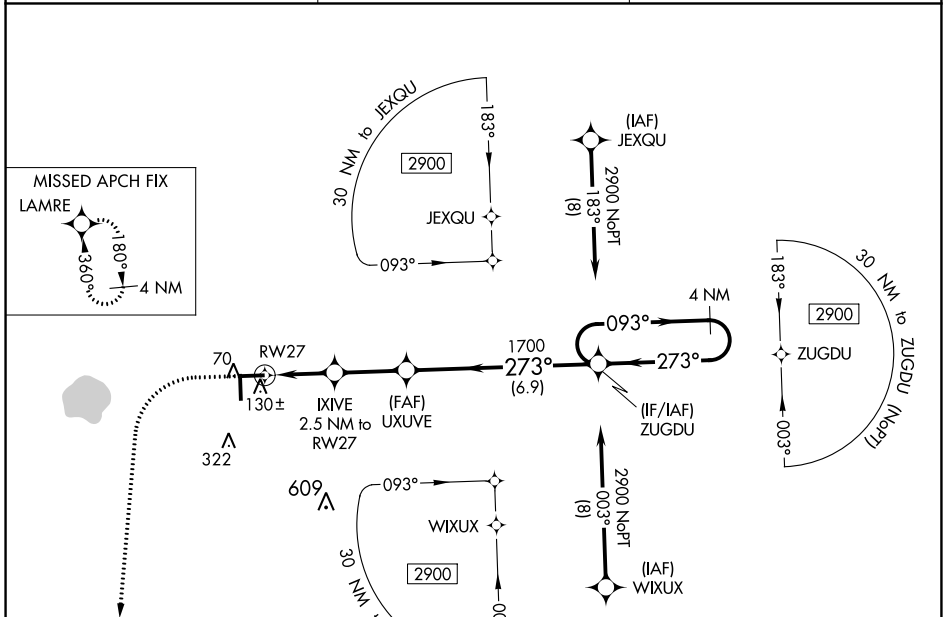 30 NM to JEXQU
2900
183°
JEXQU
093°
(IAF)
JEXQU
2900 NoPT
183°
(8)
MISSED APCH FIX
LAMRE
180°
360°
4 NM
4 NM
093°
273°
183°
30 NM to ZUGDU (NoPT)
2900
ZUGDU
003°
70
RW27
130±
IXIVE
2.5 NM to
RW27
(FAF)
UXUVE
1700
273°
(6.9)
(IF/IAF)
ZUGDU
322
609
093°
WIXUX
2900
30 NM
00
2900 NoPT
003°
(8)
(IAF)
WIXUX